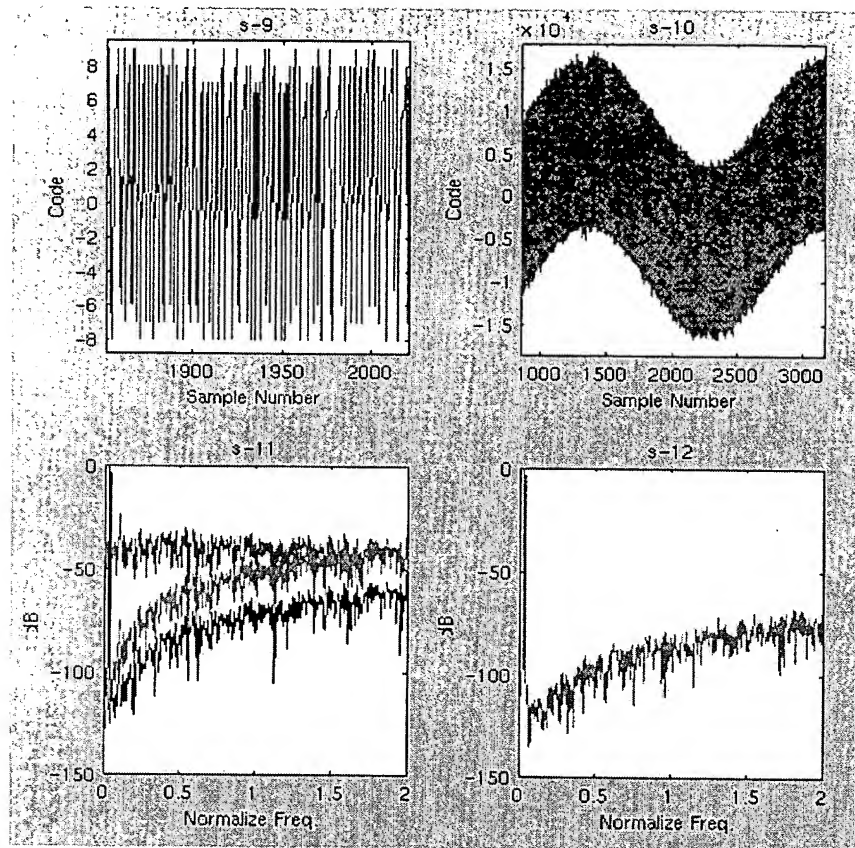 s-9
8
6
4
2
0
-2
-4
-6
-8
Code
1900 1950 2000
Sample Number
×10⁴
s-10
1.5
1
0.5
0
-0.5
-1
-1.5
Code
1000 1500 2000 2500 3000
Sample Number
s-11
0
-50
-100
-150
dB
0 0.5 1 1.5 2
Normalize Freq.
s-12
0
-50
-100
-150
dB
0 0.5 1 1.5 2
Normalize Freq.